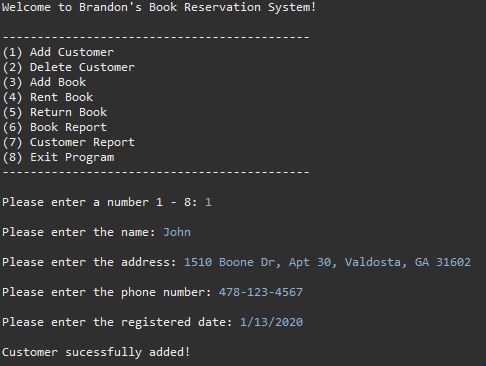 Welcome to Brandon's Book Reservation System!
--------------------------------------------
(1) Add Customer
(2) Delete Customer
(3) Add Book
(4) Rent Book
(5) Return Book
(6) Book Report
(7) Customer Report
(8) Exit Program
--------------------------------------------
Please enter a number 1 - 8: 1
Please enter the name: John
Please enter the address: 1510 Boone Dr, Apt 30, Valdosta, GA 31602
Please enter the phone number: 478-123-4567
Please enter the registered date: 1/13/2020
Customer sucessfully added!